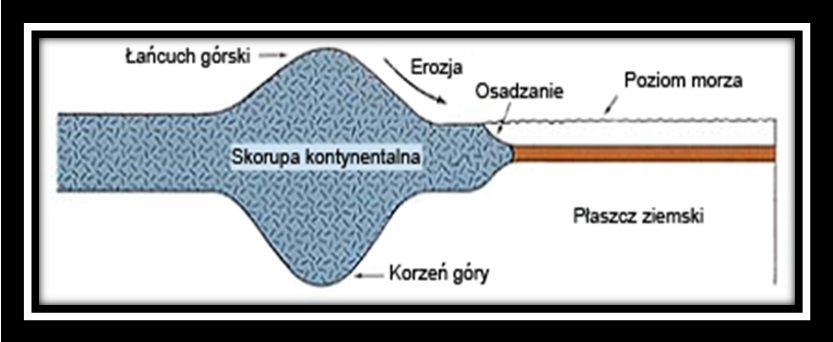 Łańcuch górski
Erozja
Osadzanie
Poziom morza
Skorupa kontynentalna
Płaszcz ziemski
Korzeń góry